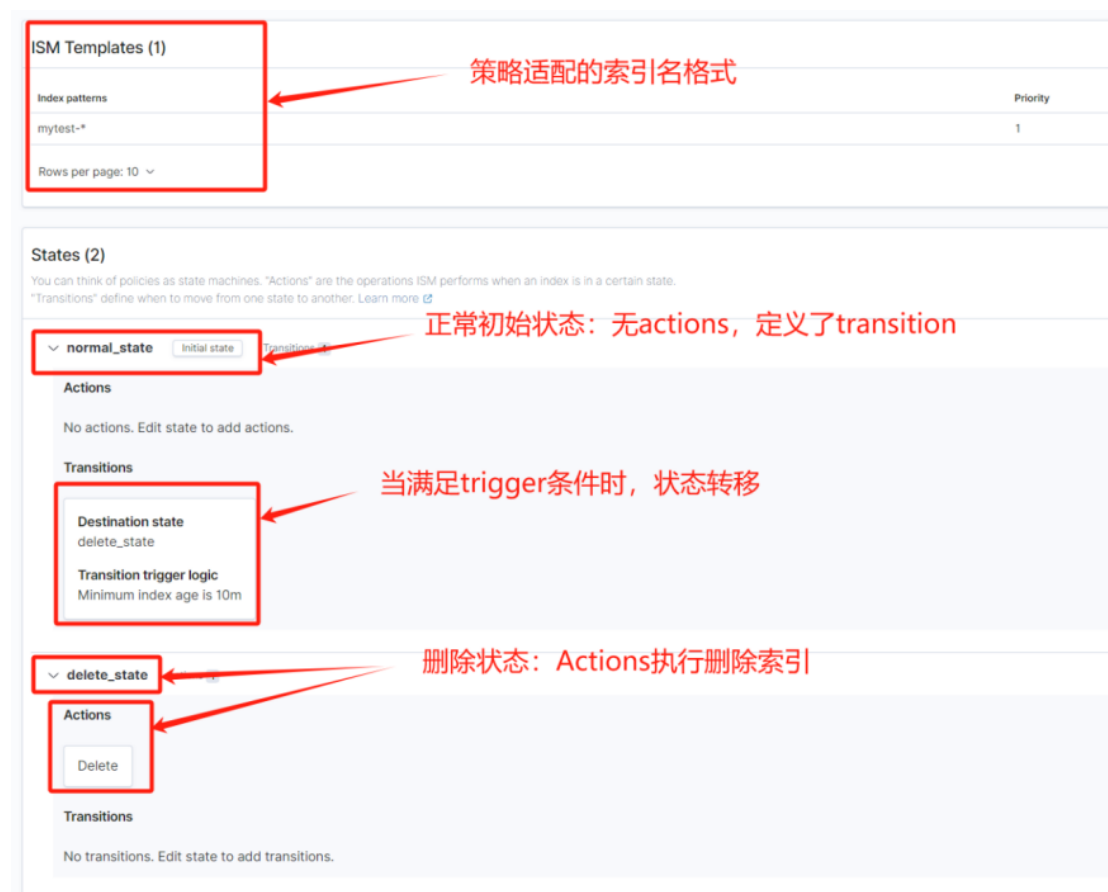 ISM Templates (1)
策略适配的索引名格式
Index patterns
Priority
mytest-*
1
Rows per page: 10
States (2)
You can think of policies as state machines. "Actions" are the operations ISM performs when an index is in a certain state.
"Transitions" define when to move from one state to another. Learn more
正常初始状态：无actions，定义了transition
normal_state Initial state Transitions 1
Actions
No actions. Edit state to add actions.
Transitions
当满足trigger条件时，状态转移
Destination state
delete_state
Transition trigger logic
Minimum index age is 10m
删除状态：Actions执行删除索引
delete_state
Actions
Delete
Transitions
No transitions. Edit state to add transitions.